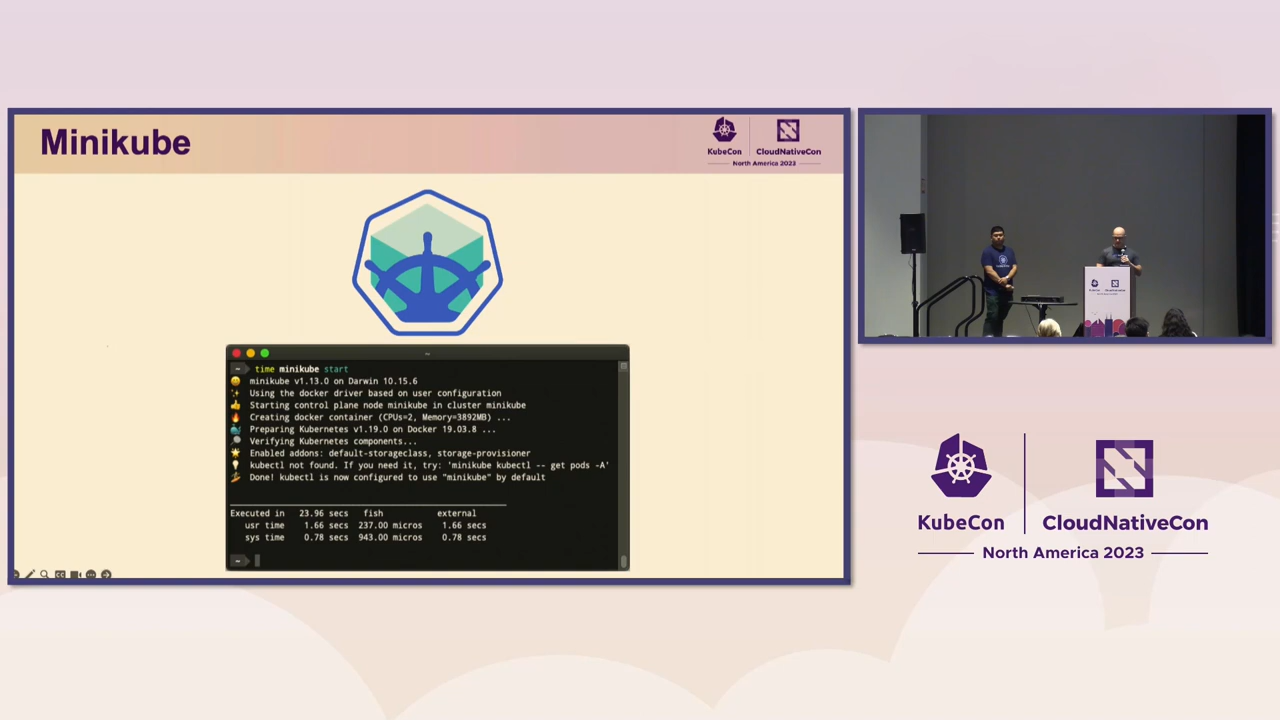 Minikube
KubeCon
CloudNativeCon
North America 2023
time minikube start
minikube v1.13.0 on Darwin 10.15.6
Using the docker driver based on user configuration
Starting control plane node minikube in cluster minikube
Creating docker container (CPUs=2, Memory=3892MB) ...
Preparing Kubernetes v1.19.0 on Docker 19.03.8 ...
Verifying Kubernetes components...
Enabled addons: default-storageclass, storage-provisioner
kubectl not found. If you need it, try: 'minikube kubectl -- get pods -A'
Done! kubectl is now configured to use "minikube" by default
Executed in 23.96 secs fish external
usr time 1.66 secs 237.00 micros 1.66 secs
sys time 0.78 secs 943.00 micros 0.78 secs
KubeCon
CloudNativeCon
North America 2023